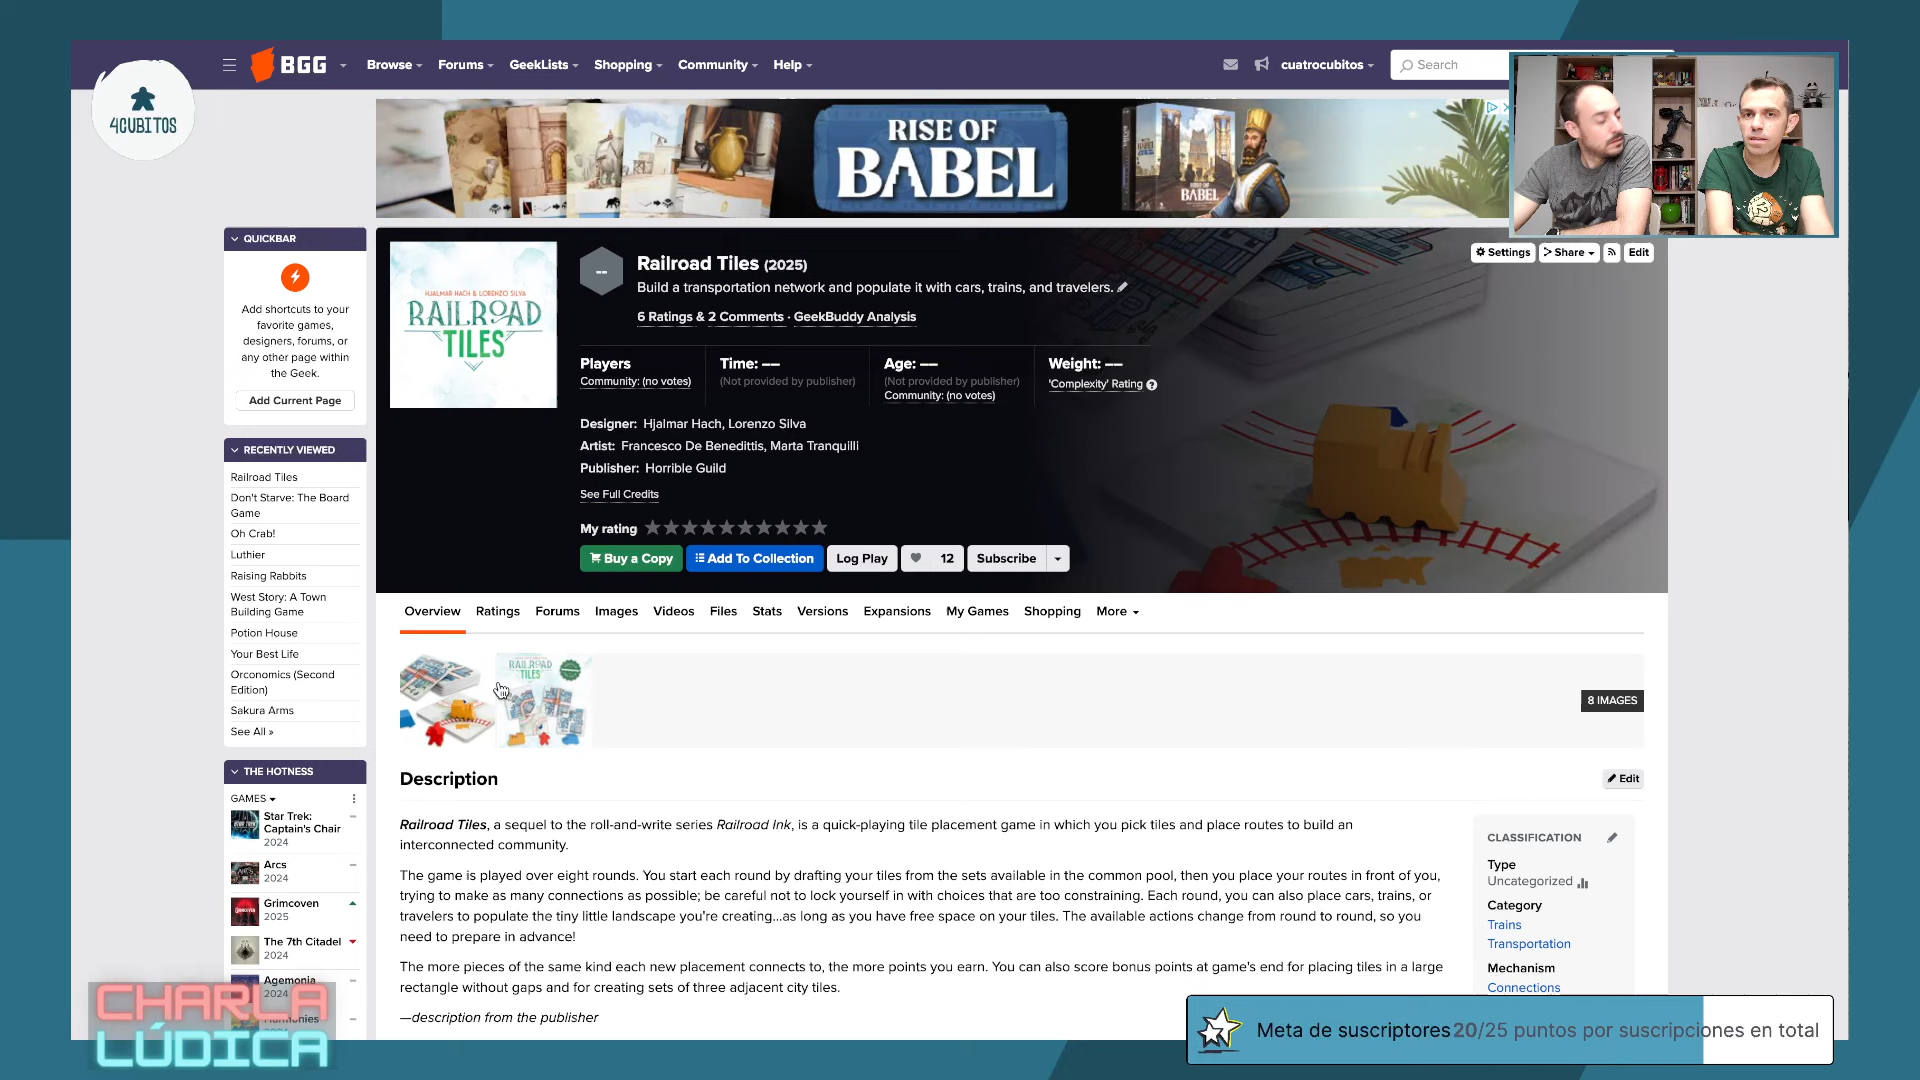 4CUBITOS
BGG
Browse
Forums
GeekLists
Shopping
Community
Help
cuatrocubitos
Search
RISE OF
BABEL
BABEL
QUICKBAR
Add shortcuts to your
favorite games,
designers, forums, or
any other page within
the Geek.
Add Current Page
RECENTLY VIEWED
Railroad Tiles
Don't Starve: The Board
Game
Oh Crab!
Luthier
Raising Rabbits
West Story: A Town
Building Game
Potion House
Your Best Life
Orconomics (Second
Edition)
Sakura Arms
See All »
THE HOTNESS
GAMES
Star Trek:
Captain's Chair
2024
Arcs
2024
Grimcoven
2025
The 7th Citadel
2024
Agemonia
2024
Harmonies
HJALMAR HACH & LORENZO SILVA
RAILROAD
TILES
--
Railroad Tiles (2025)
Build a transportation network and populate it with cars, trains, and travelers.
6 Ratings & 2 Comments · GeekBuddy Analysis
Settings
Share
Edit
Players
Community: (no votes)
Time: —
(Not provided by publisher)
Age: —
(Not provided by publisher)
Community: (no votes)
Weight: —
'Complexity' Rating ?
Designer: Hjalmar Hach, Lorenzo Silva
Artist: Francesco De Benedittis, Marta Tranquilli
Publisher: Horrible Guild
See Full Credits
My rating
Buy a Copy
Add To Collection
Log Play
12
Subscribe
Overview
Ratings
Forums
Images
Videos
Files
Stats
Versions
Expansions
My Games
Shopping
More
RAILROAD
TILES
8 IMAGES
Description
Edit
Railroad Tiles, a sequel to the roll-and-write series Railroad Ink, is a quick-playing tile placement game in which you pick tiles and place routes to build an
interconnected community.
The game is played over eight rounds. You start each round by drafting your tiles from the sets available in the common pool, then you place your routes in front of you,
trying to make as many connections as possible; be careful not to lock yourself in with choices that are too constraining. Each round, you can also place cars, trains, or
travelers to populate the tiny little landscape you're creating...as long as you have free space on your tiles. The available actions change from round to round, so you
need to prepare in advance!
The more pieces of the same kind each new placement connects to, the more points you earn. You can also score bonus points at game's end for placing tiles in a large
rectangle without gaps and for creating sets of three adjacent city tiles.
—description from the publisher
CLASSIFICATION
Type
Uncategorized
Category
Trains
Transportation
Mechanism
Connections
CHARLA
LÚDICA
Meta de suscriptores 20/25 puntos por suscripciones en total